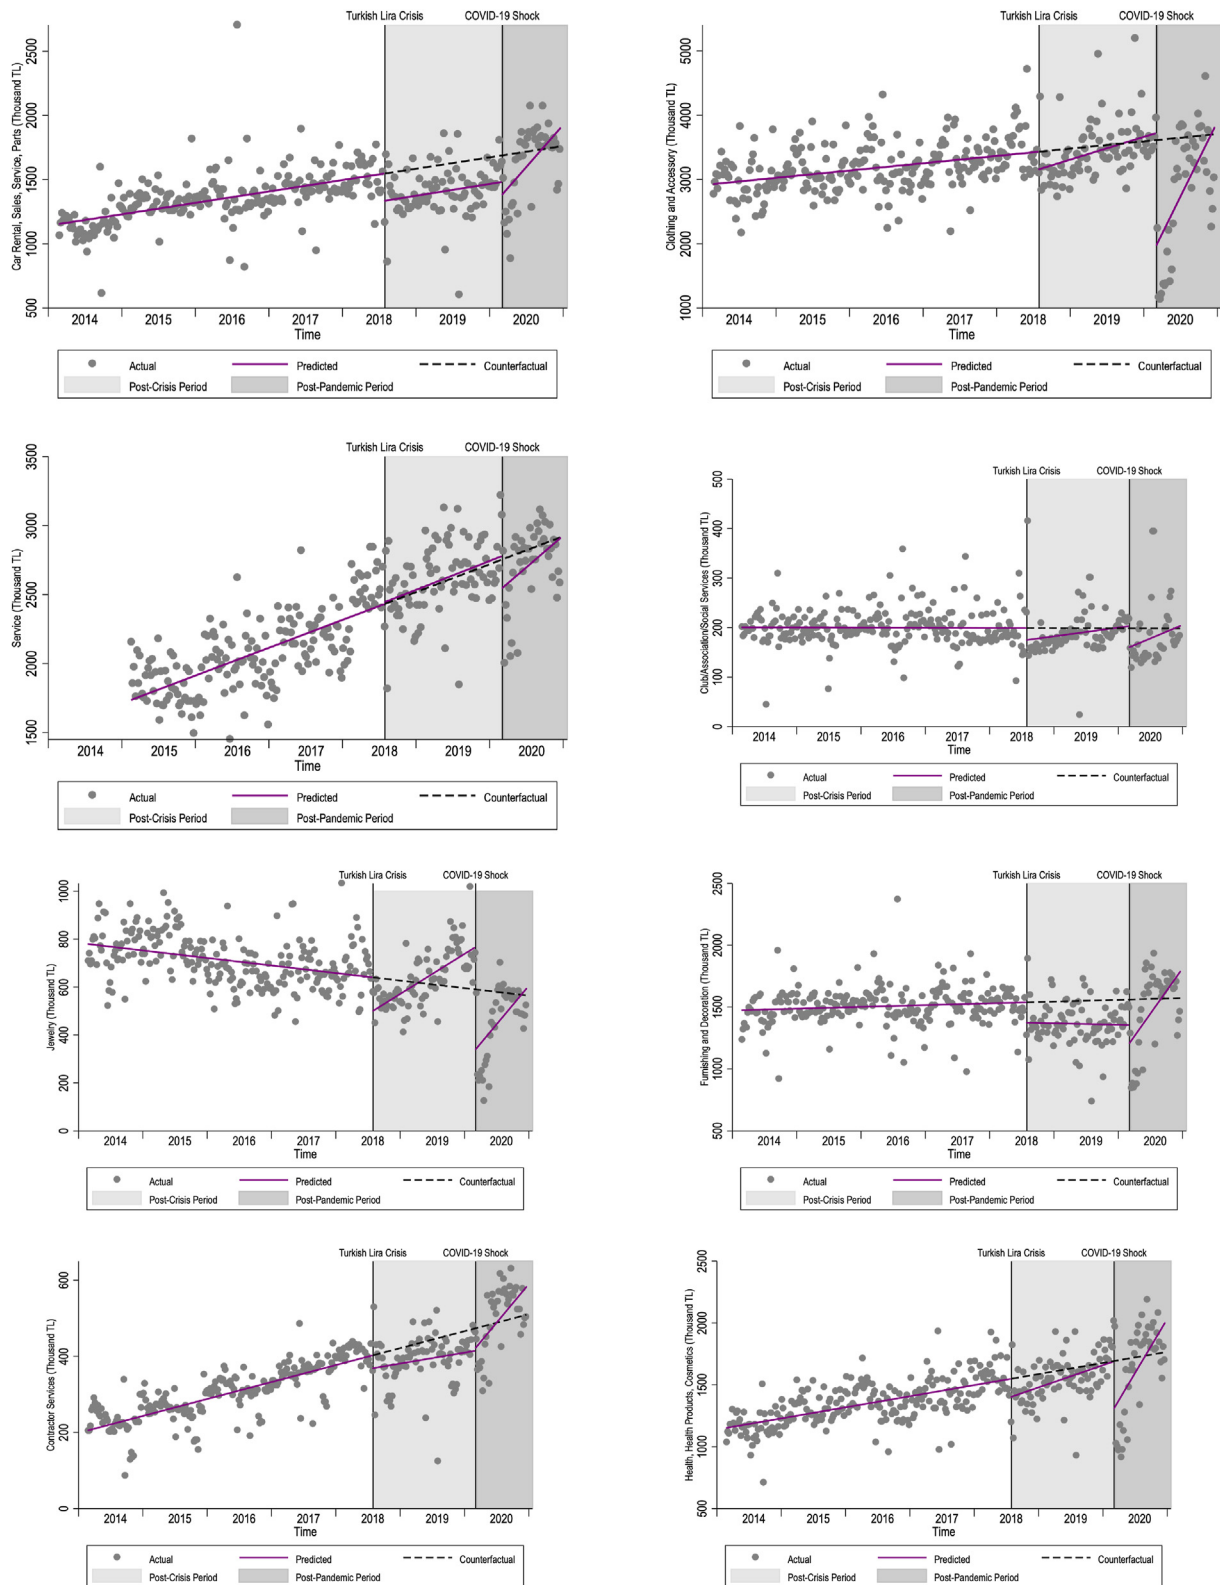 Turkish Lira Crisis COVID-19 Shock
Car Rental, Sales, Service, Parts (Thousand TL)
2500
2000
1500
1000
500
2014 2015 2016 2017 2018 2019 2020
Time
Actual Predicted Counterfactual
Post-Crisis Period Post-Pandemic Period
Turkish Lira Crisis COVID-19 Shock
Clothing and Accessory (Thousand TL)
5000
4000
3000
2000
1000
2014 2015 2016 2017 2018 2019 2020
Time
Actual Predicted Counterfactual
Post-Crisis Period Post-Pandemic Period
Turkish Lira Crisis COVID-19 Shock
Service (Thousand TL)
3500
3000
2500
2000
1500
2014 2015 2016 2017 2018 2019 2020
Time
Actual Predicted Counterfactual
Post-Crisis Period Post-Pandemic Period
Turkish Lira Crisis COVID-19 Shock
Club/Association/Social Services (Thousand TL)
500
400
300
200
100
0
2014 2015 2016 2017 2018 2019 2020
Time
Actual Predicted Counterfactual
Post-Crisis Period Post-Pandemic Period
Turkish Lira Crisis COVID-19 Shock
Jewelry (Thousand TL)
1000
800
600
400
200
0
2014 2015 2016 2017 2018 2019 2020
Time
Actual Predicted Counterfactual
Post-Crisis Period Post-Pandemic Period
Turkish Lira Crisis COVID-19 Shock
Furnishing and Decoration (Thousand TL)
2500
2000
1500
1000
500
2014 2015 2016 2017 2018 2019 2020
Time
Actual Predicted Counterfactual
Post-Crisis Period Post-Pandemic Period
Turkish Lira Crisis COVID-19 Shock
Contractor Services (Thousand TL)
600
400
200
0
2014 2015 2016 2017 2018 2019 2020
Time
Actual Predicted Counterfactual
Post-Crisis Period Post-Pandemic Period
Turkish Lira Crisis COVID-19 Shock
Health, Health Products, Cosmetics (Thousand TL)
2500
2000
1500
1000
500
2014 2015 2016 2017 2018 2019 2020
Time
Actual Predicted Counterfactual
Post-Crisis Period Post-Pandemic Period